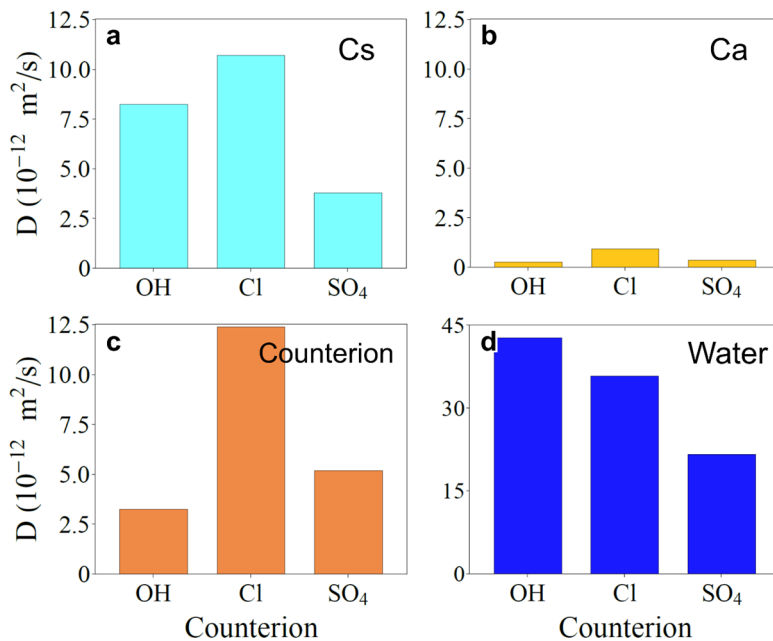 a
Cs
D (10⁻¹² m²/s)
12.5
10.0
7.5
5.0
2.5
0
OH Cl SO₄
b
Ca
12.5
10.0
7.5
5.0
2.5
0
OH Cl SO₄
c
Counterion
D (10⁻¹² m²/s)
12.5
10.0
7.5
5.0
2.5
0
OH Cl SO₄
Counterion
d
Water
45
30
15
0
OH Cl SO₄
Counterion